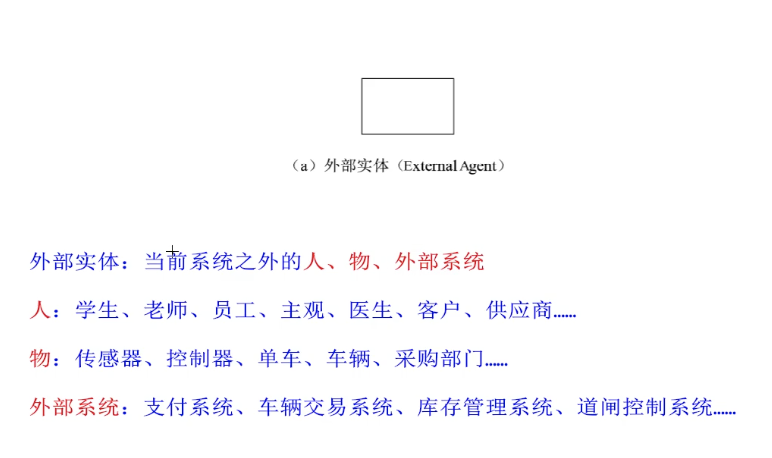 （a）外部实体（External Agent）
外部实体：当前系统之外的人、物、外部系统
人：学生、老师、员工、主观、医生、客户、供应商……
物：传感器、控制器、单车、车辆、采购部门……
外部系统：支付系统、车辆交易系统、库存管理系统、道闸控制系统……